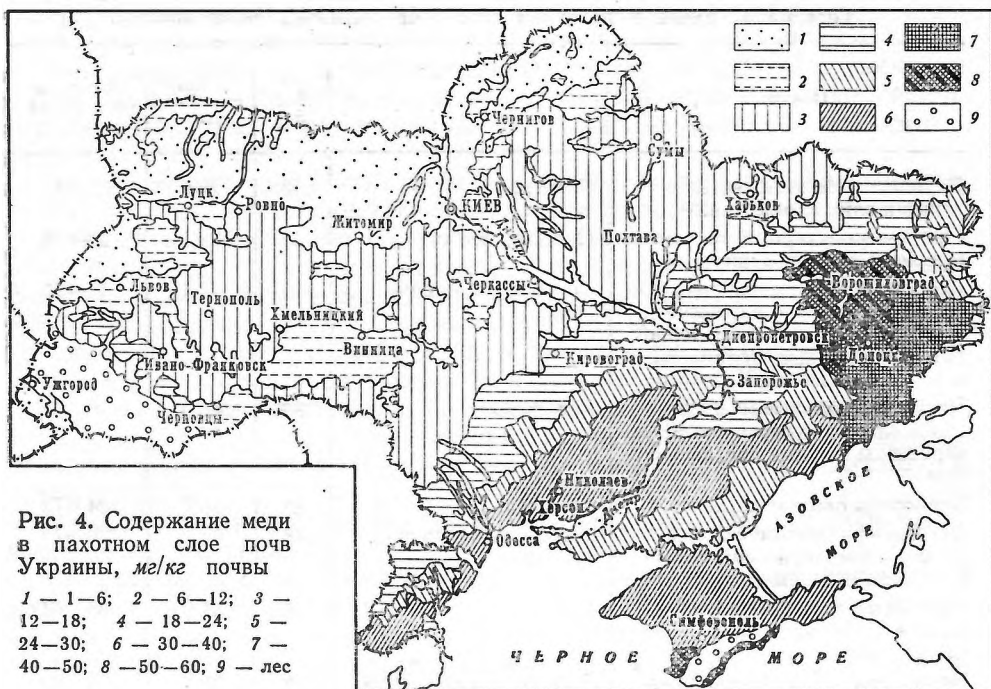 1 4 7
2 5 8
3 6 9
Чернигов
Сумы
Луцк
Ровно
КИЕВ
Харьков
Житомир
Днепр
Полтава
Львов
Тернополь
Черкассы
Ворошиловград
Хмельницкий
Винница
Днепропетровск
Ивано-Франковск
Кировоград
Донецк
Ужгород
Запорожье
Черновцы
Николаев
Херсон
Днепр
Одесса
АЗОВСКОЕ
МОРЕ
Симферополь
ЧЕРНОЕ МОРЕ
Рис. 4. Содержание меди
в пахотном слое почв
Украины, мг/кг почвы
1 — 1—6; 2 — 6—12; 3 —
12—18; 4 — 18—24; 5 —
24—30; 6 — 30—40; 7 —
40—50; 8 —50—60; 9 — лес